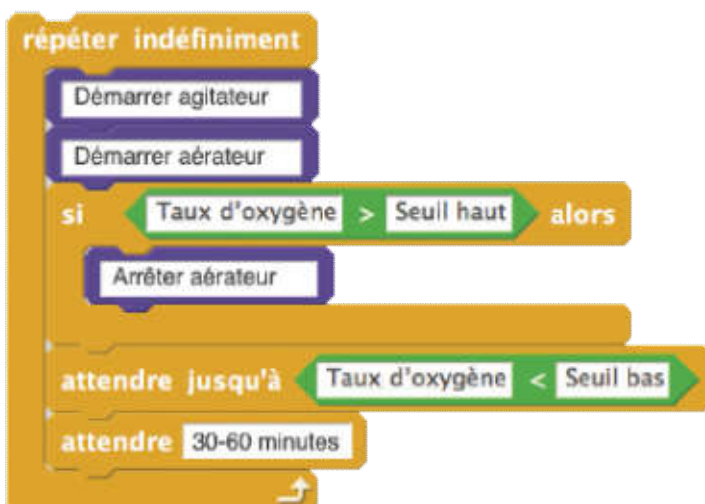 répéter indéfiniment
Démarrer agitateur
Démarrer aérateur
si Taux d'oxygène > Seuil haut alors
Arrêter aérateur
attendre jusqu'à Taux d'oxygène < Seuil bas
attendre 30-60 minutes